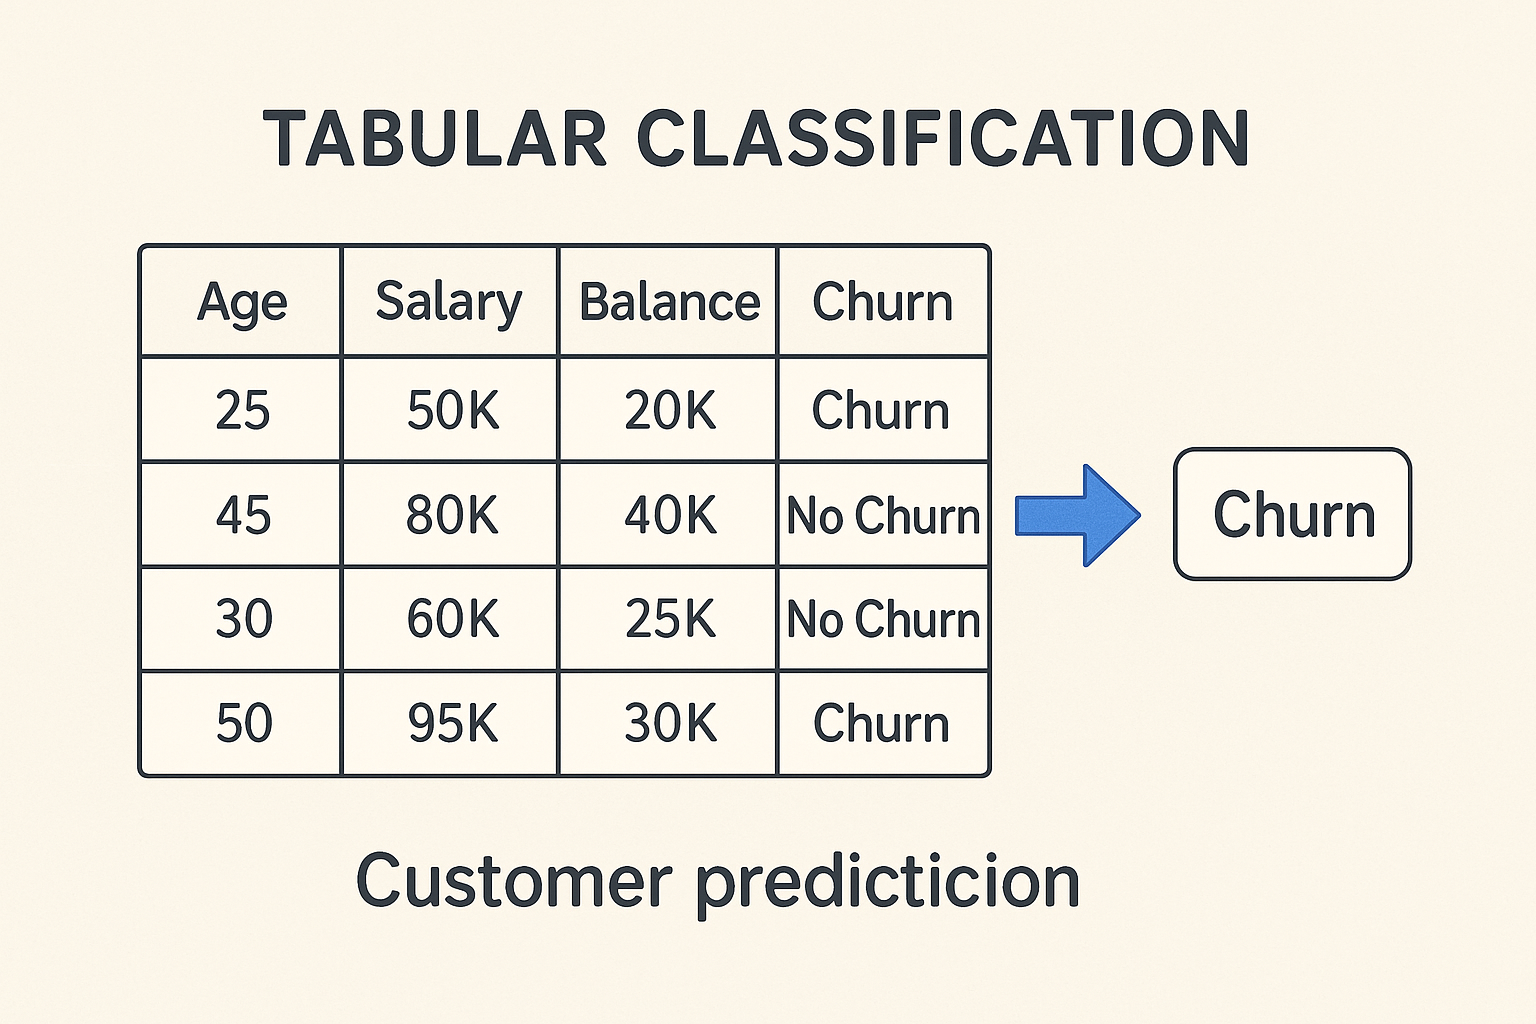 TABULAR CLASSIFICATION
Age Salary Balance Churn
25 50K 20K Churn
45 80K 40K No Churn
30 60K 25K No Churn
50 95K 30K Churn
Churn
Customer predicticion